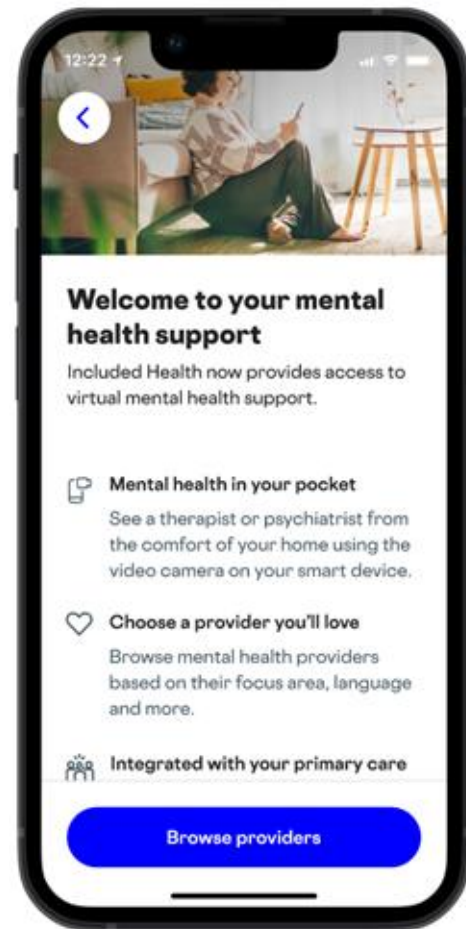 12:22
Welcome to your mental
health support
Included Health now provides access to
virtual mental health support.
Mental health in your pocket
See a therapist or psychiatrist from
the comfort of your home using the
video camera on your smart device.
Choose a provider you'll love
Browse mental health providers
based on their focus area, language
and more.
Integrated with your primary care
Browse providers